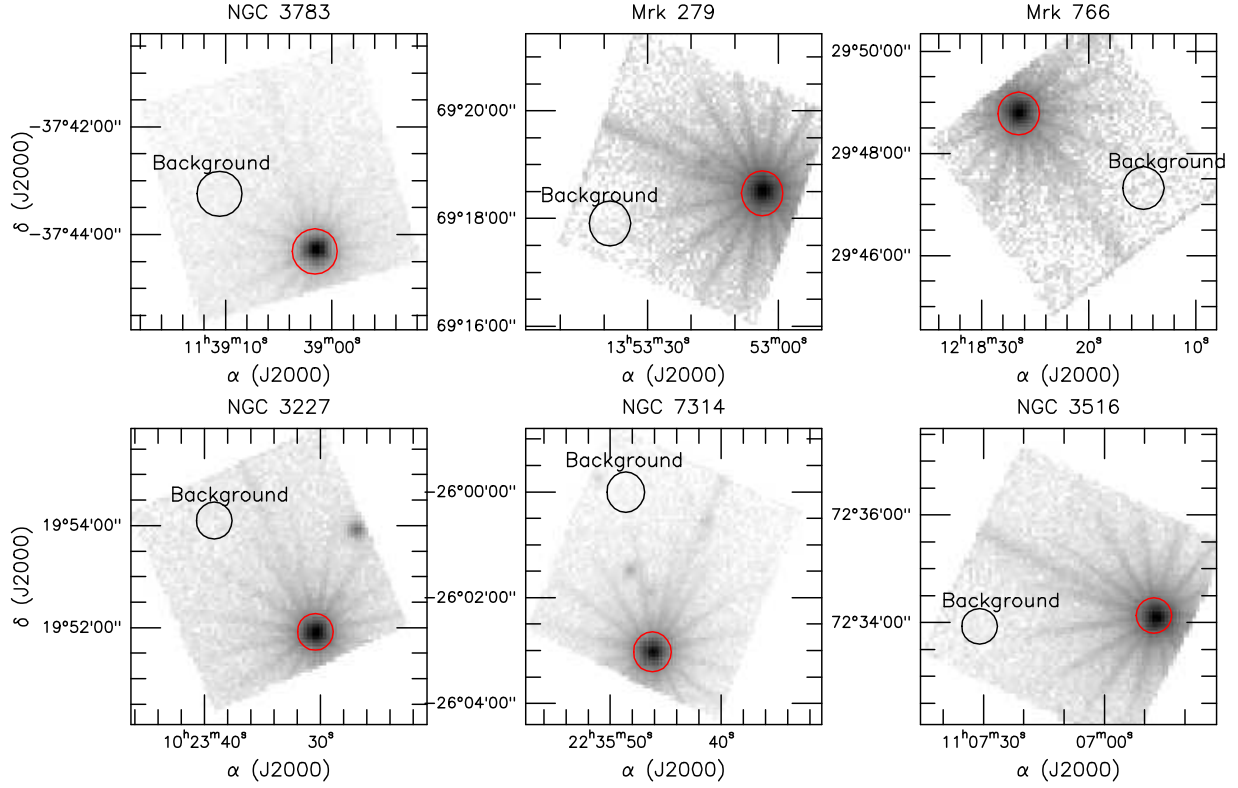 NGC 3783
Mrk 279
Mrk 766
δ (J2000)
−37°42'00"
−37°44'00"
Background
11ʰ39ᵐ10ˢ
39ᵐ00ˢ
α (J2000)
69°20'00"
69°18'00"
69°16'00"
Background
13ʰ53ᵐ30ˢ
53ᵐ00ˢ
α (J2000)
29°50'00"
29°48'00"
29°46'00"
Background
12ʰ18ᵐ30ˢ
20ˢ
10ˢ
α (J2000)
NGC 3227
NGC 7314
NGC 3516
δ (J2000)
19°54'00"
19°52'00"
Background
10ʰ23ᵐ40ˢ
30ˢ
α (J2000)
−26°00'00"
−26°02'00"
−26°04'00"
Background
22ʰ35ᵐ50ˢ
40ˢ
α (J2000)
72°36'00"
72°34'00"
Background
11ʰ07ᵐ30ˢ
07ᵐ00ˢ
α (J2000)